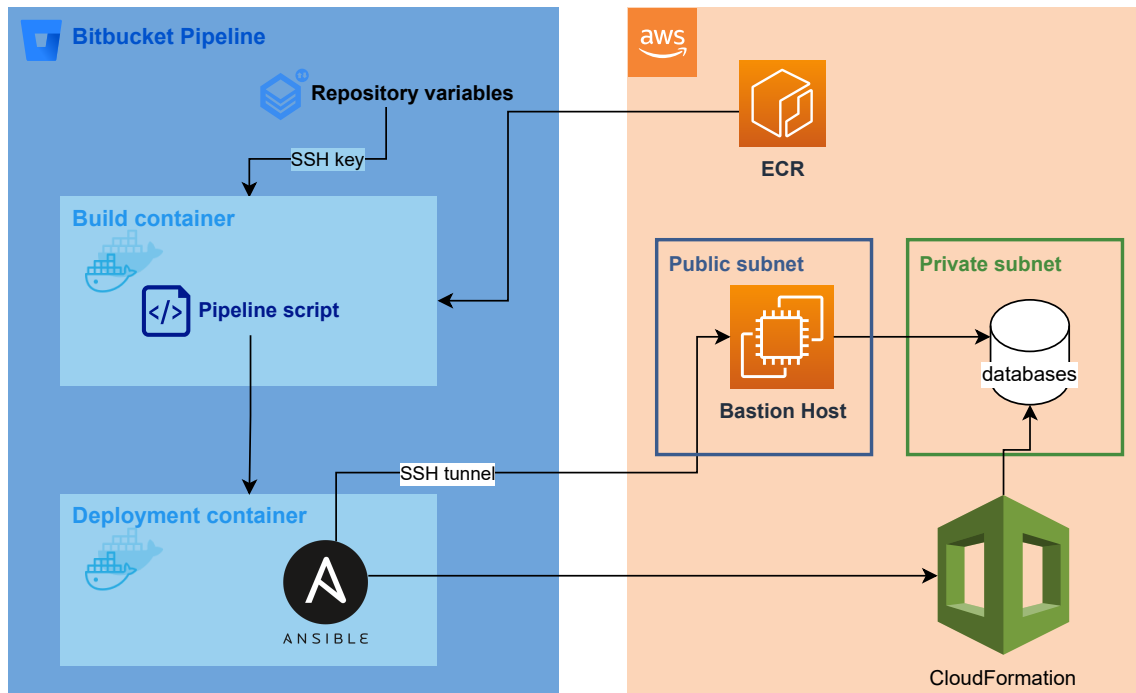 Bitbucket Pipeline
aws
Repository variables
SSH key
ECR
Build container
</> Pipeline script
Public subnet
Private subnet
databases
Bastion Host
SSH tunnel
Deployment container
ANSIBLE
CloudFormation